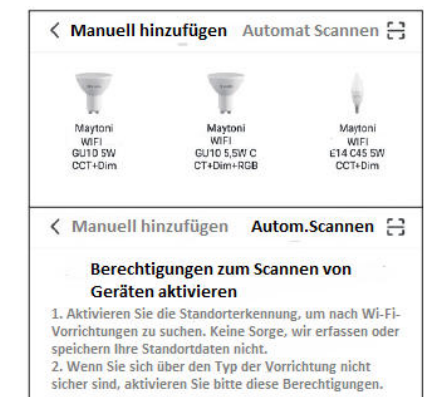 Manuell hinzufügen Automat Scannen
Maytoni Maytoni Maytoni
WIFI WIFI WIFI
GU10 5W GU10 5,5W C E14 C45 5W
CCT+Dim CT+Dim+RGB CCT+Dim
Manuell hinzufügen Autom.Scannen
Berechtigungen zum Scannen von
Geräten aktivieren
1. Aktivieren Sie die Standorterkennung, um nach Wi-Fi-
Vorrichtungen zu suchen. Keine Sorge, wir erfassen oder
speichern Ihre Standortdaten nicht.
2. Wenn Sie sich über den Typ der Vorrichtung nicht
sicher sind, aktivieren Sie bitte diese Berechtigungen.